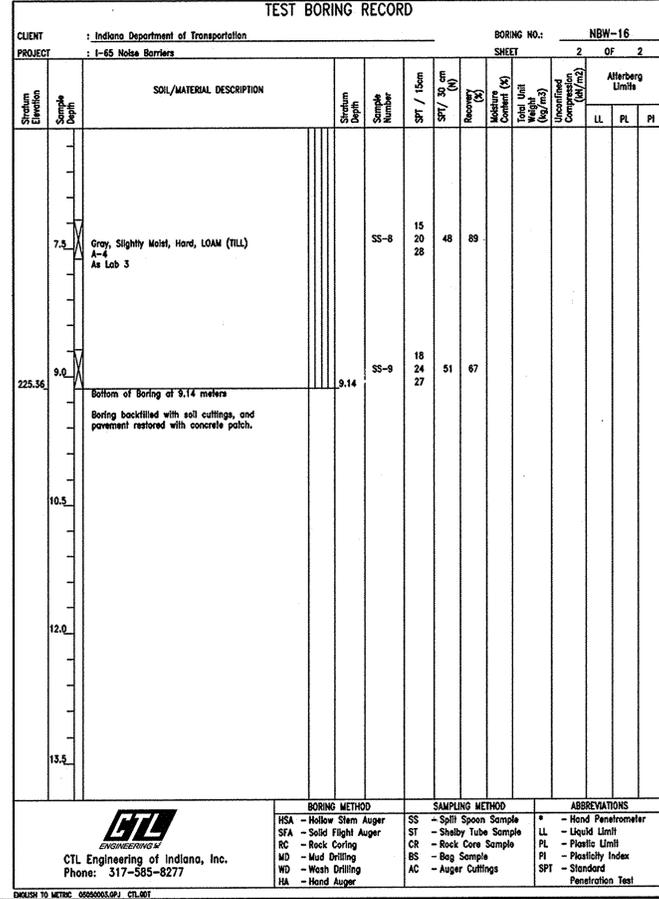 TEST BORING RECORD
CLIENT : Indiana Department of Transportation BORING NO.: NBW-16
PROJECT : I-65 Noise Barriers SHEET 2 OF 2
Stratum Elevation
Sample Depth
SOIL/MATERIAL DESCRIPTION
Stratum Depth
Sample Number
SPT / 15cm
SPT/ 30 cm (N)
Recovery (%)
Moisture Content (%)
Total Unit Weight (kg/m3)
Unconfined Compression (kN/m2)
Atterberg Limits
LL PL PI
15
7.5 Gray, Slightly Moist, Hard, LOAM (TILL) SS-8 20 48 89
A-4 28
As Lab 3
18
9.0 SS-9 24 51 67
225.36 9.14 27
Bottom of Boring at 9.14 meters
Boring backfilled with soil cuttings, and
pavement restored with concrete patch.
10.5
12.0
13.5
CTL
ENGINEERING
CTL Engineering of Indiana, Inc.
Phone: 317-585-8277
BORING METHOD
HSA - Hollow Stem Auger
SFA - Solid Flight Auger
RC - Rock Coring
MD - Mud Drilling
WD - Wash Drilling
HA - Hand Auger
SAMPLING METHOD
SS - Split Spoon Sample
ST - Shelby Tube Sample
CR - Rock Core Sample
BS - Bag Sample
AC - Auger Cuttings
ABBREVIATIONS
* - Hand Penetrometer
LL - Liquid Limit
PL - Plastic Limit
PI - Plasticity Index
SPT - Standard
Penetration Test
ENGLISH TO METRIC 05050003.GPJ CTL.GDT